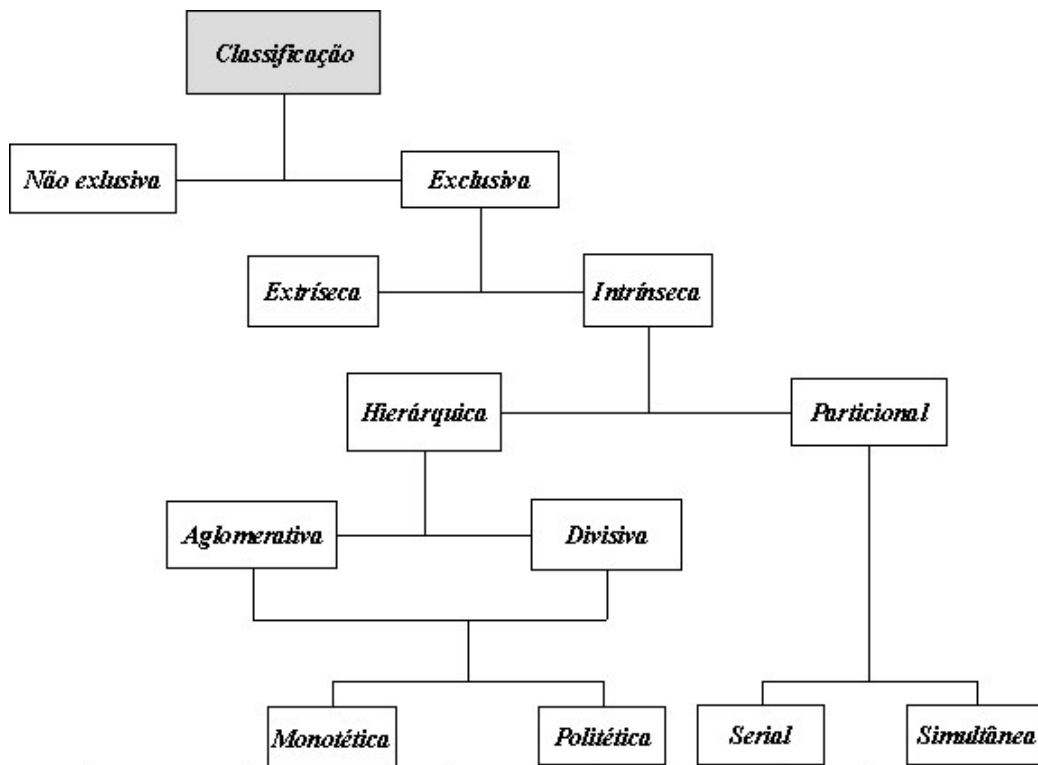 Classificação
Não exlusiva
Exclusiva
Extríseca
Intrínseca
Hierárquica
Particional
Aglomerativa
Divisiva
Monotética
Politética
Serial
Simultânea